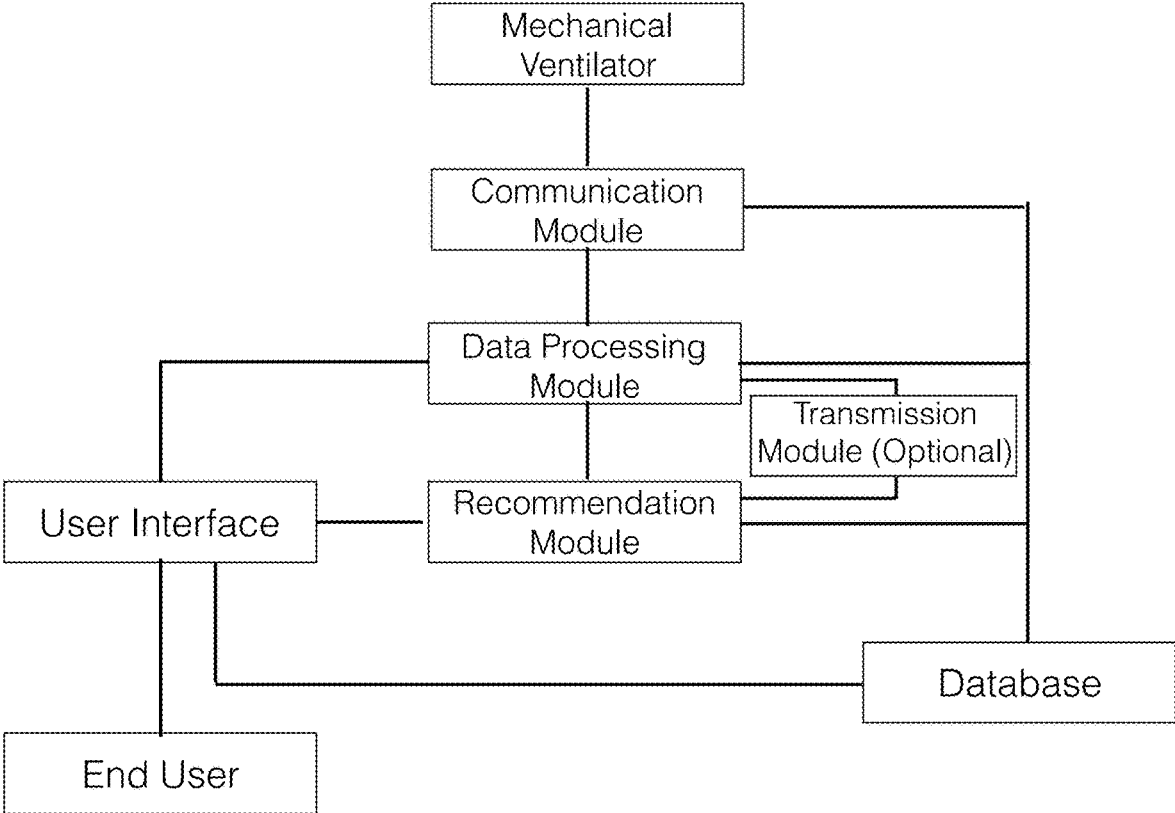 Mechanical
Ventilator
Communication
Module
Data Processing
Module
Transmission
Module (Optional)
User Interface
Recommendation
Module
Database
End User